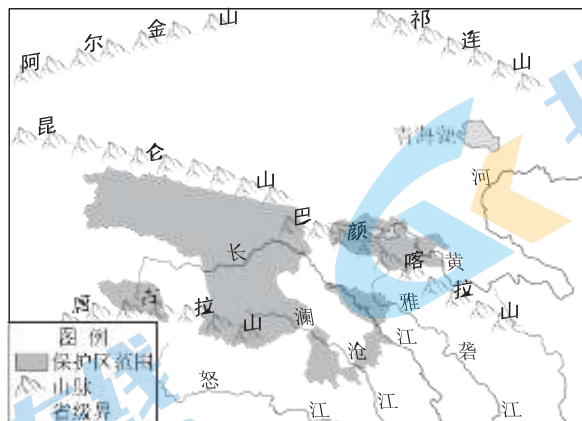 阿尔金山
祁连山
昆仑山
青海湖
河
巴颜喀拉山
长
黄
雅
江
砻
江
拉山
澜
沧
江
怒
江
图例
保护区范围
山脉
省级界